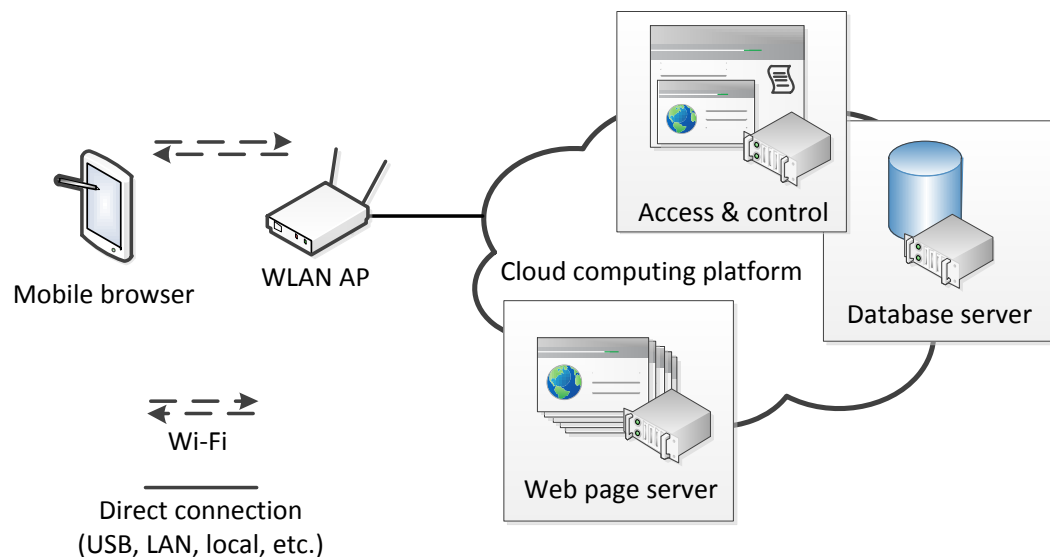 Access & control
WLAN AP
Cloud computing platform
Mobile browser
Database server
Wi-Fi
Web page server
Direct connection
(USB, LAN, local, etc.)